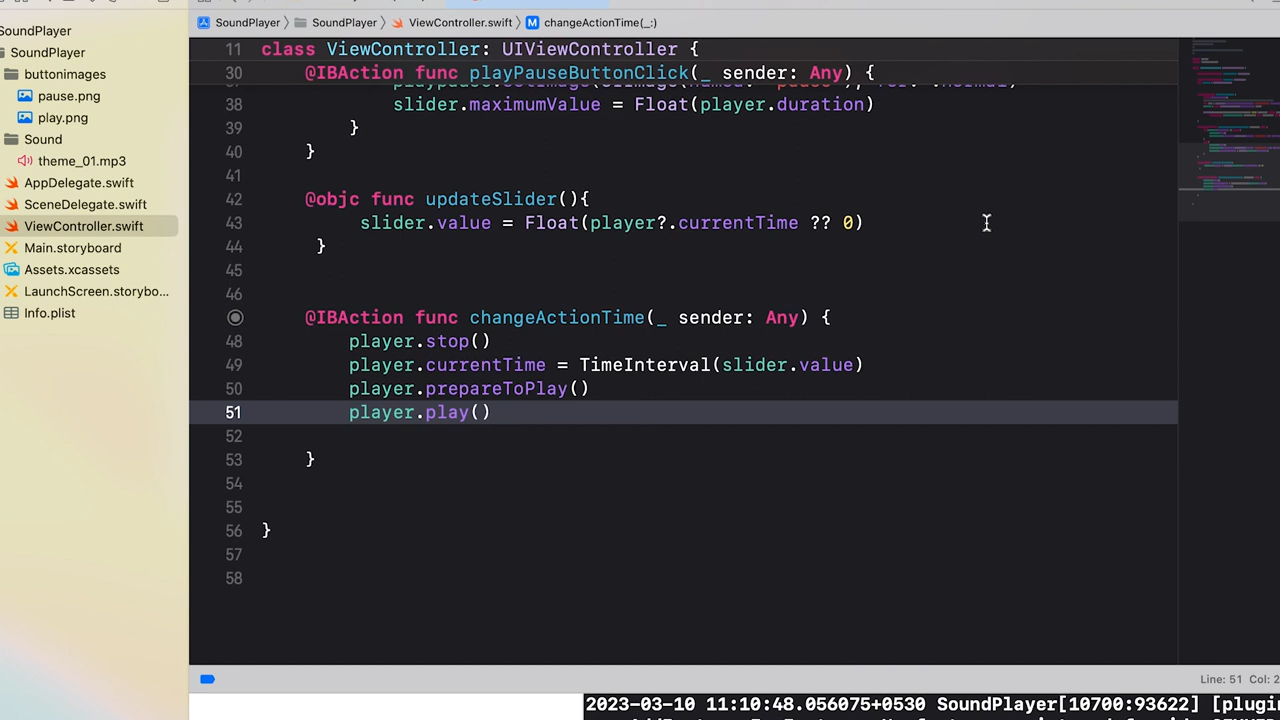 SoundPlayer
SoundPlayer
buttonimages
pause.png
play.png
Sound
theme_01.mp3
AppDelegate.swift
SceneDelegate.swift
ViewController.swift
Main.storyboard
Assets.xcassets
LaunchScreen.storybo...
Info.plist
SoundPlayer SoundPlayer ViewController.swift M changeActionTime(_:)
11 class ViewController: UIViewController {
30 @IBAction func playPauseButtonClick(_ sender: Any) {
38 slider.maximumValue = Float(player.duration)
39 }
40 }
41
42 @objc func updateSlider(){
43 slider.value = Float(player?.currentTime ?? 0)
44 }
45
46
@IBAction func changeActionTime(_ sender: Any) {
48 player.stop()
49 player.currentTime = TimeInterval(slider.value)
50 player.prepareToPlay()
51 player.play()
52
53 }
54
55
56 }
57
58
Line: 51 Col: 2
2023-03-10 11:10:48.056075+0530 SoundPlayer[10700:93622] [plugin